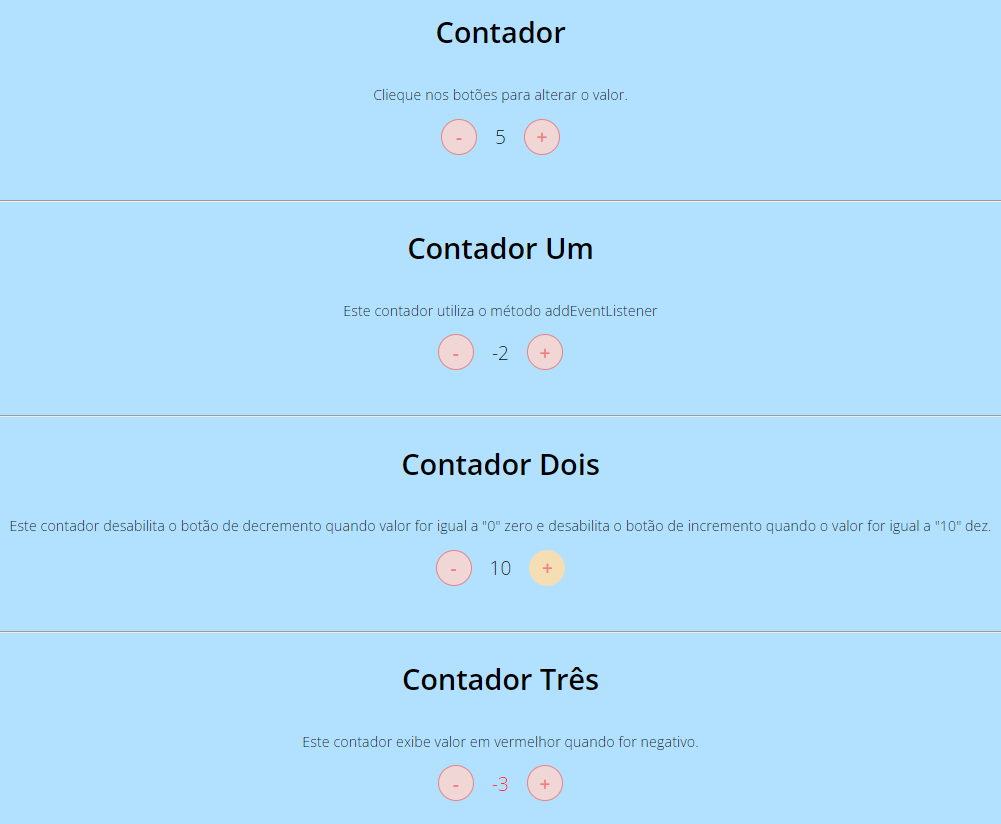 Contador
Clieque nos botões para alterar o valor.
- 5 +
Contador Um
Este contador utiliza o método addEventListener
- -2 +
Contador Dois
Este contador desabilita o botão de decremento quando valor for igual a "0" zero e desabilita o botão de incremento quando o valor for igual a "10" dez.
- 10 +
Contador Três
Este contador exibe valor em vermelhor quando for negativo.
- -3 +